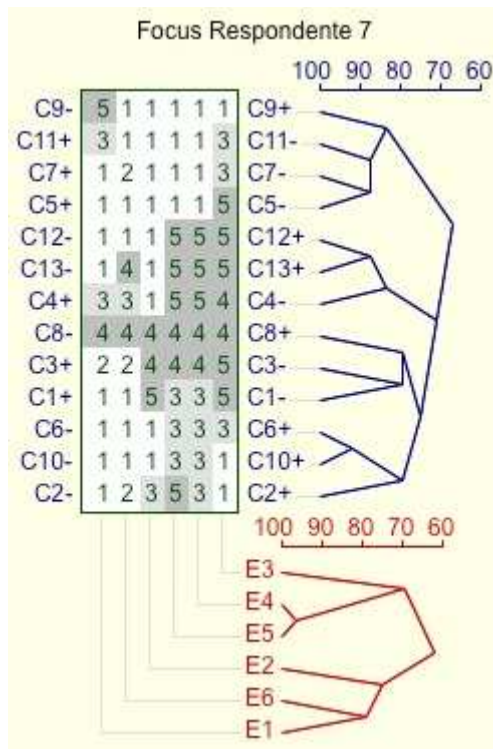 Focus Respondente 7
100 90 80 70 60
C9- 5 1 1 1 1 1 C9+
C11+ 3 1 1 1 1 3 C11-
C7+ 1 2 1 1 1 3 C7-
C5+ 1 1 1 1 1 5 C5-
C12- 1 1 1 5 5 5 C12+
C13- 1 4 1 5 5 5 C13+
C4+ 3 3 1 5 5 4 C4-
C8- 4 4 4 4 4 4 C8+
C3+ 2 2 4 4 4 5 C3-
C1+ 1 1 5 3 3 5 C1-
C6- 1 1 1 3 3 3 C6+
C10- 1 1 1 3 3 1 C10+
C2- 1 2 3 5 3 1 C2+
100 90 80 70 60
E3
E4
E5
E2
E6
E1